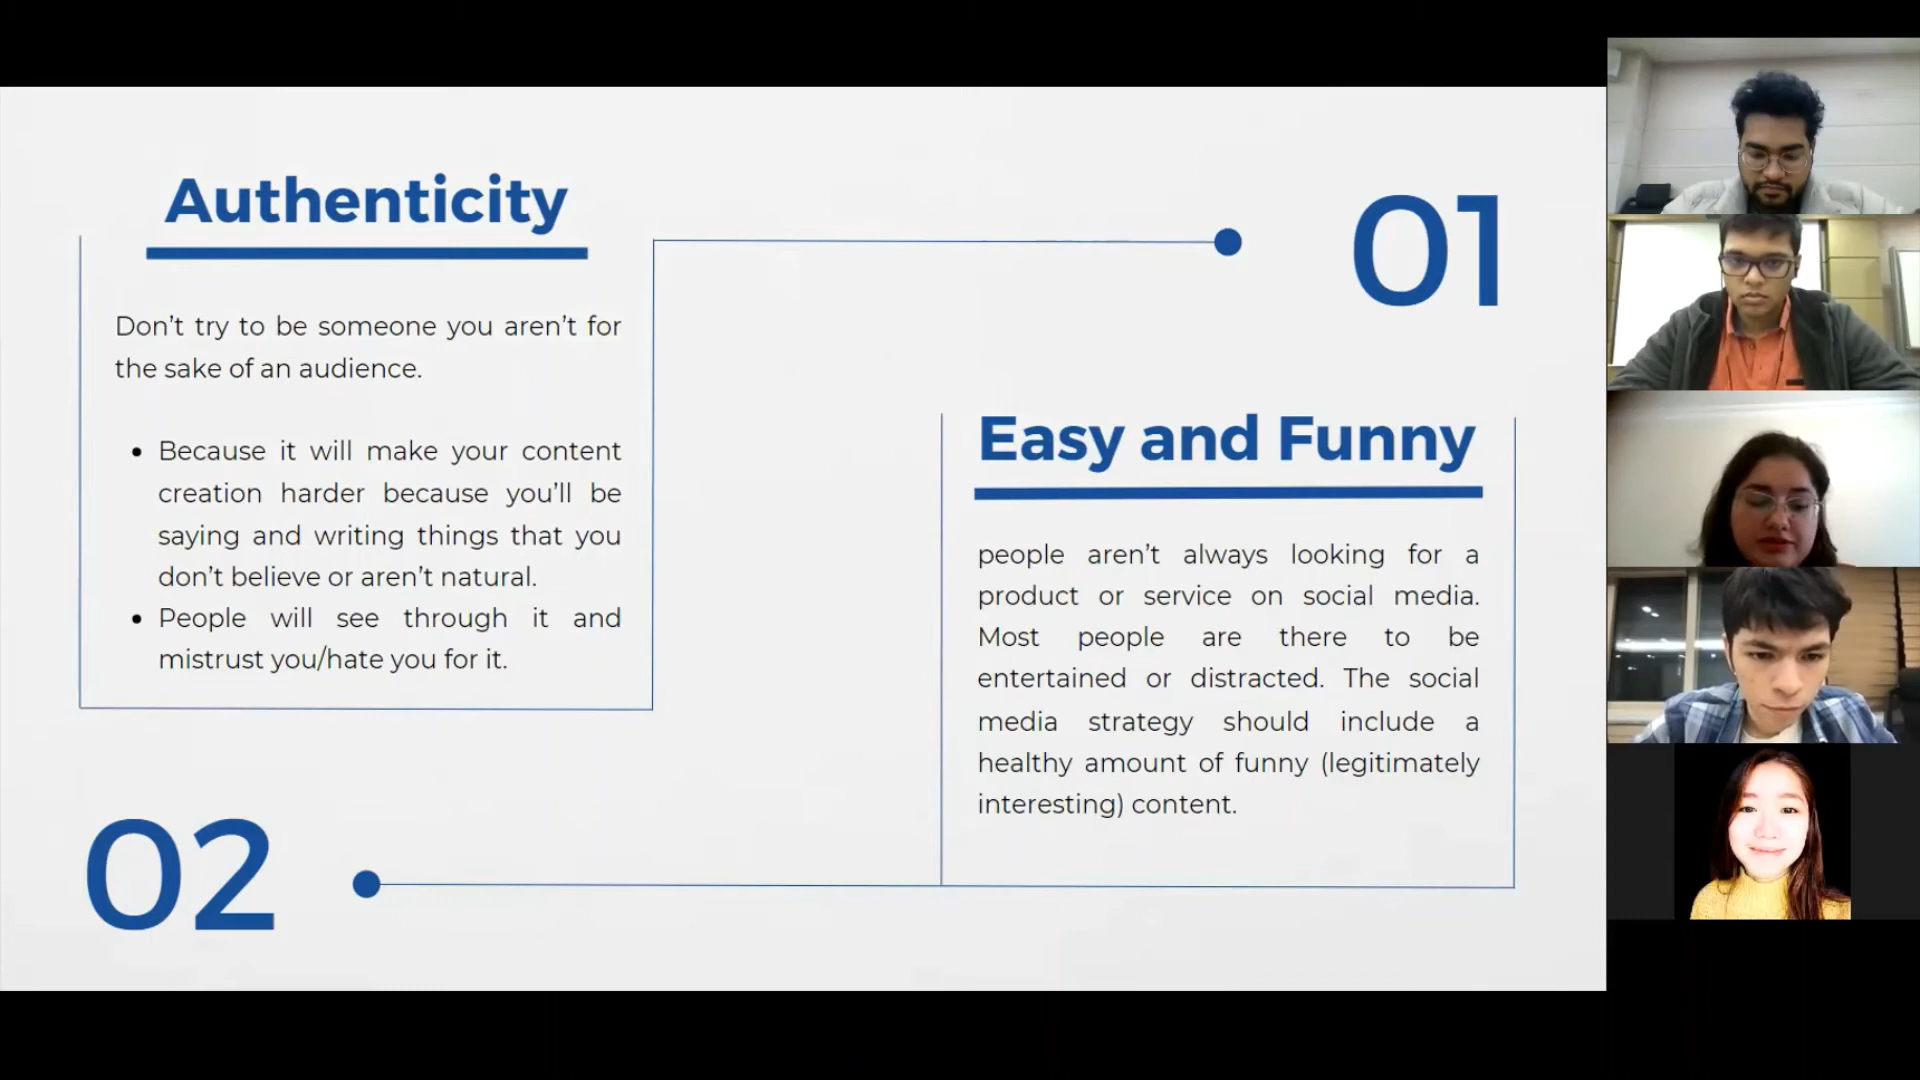 Authenticity
01
Don’t try to be someone you aren’t for
the sake of an audience.
• Because it will make your content
creation harder because you’ll be
saying and writing things that you
don’t believe or aren’t natural.
• People will see through it and
mistrust you/hate you for it.
Easy and Funny
people aren’t always looking for a
product or service on social media.
Most people are there to be
entertained or distracted. The social
media strategy should include a
healthy amount of funny (legitimately
interesting) content.
02